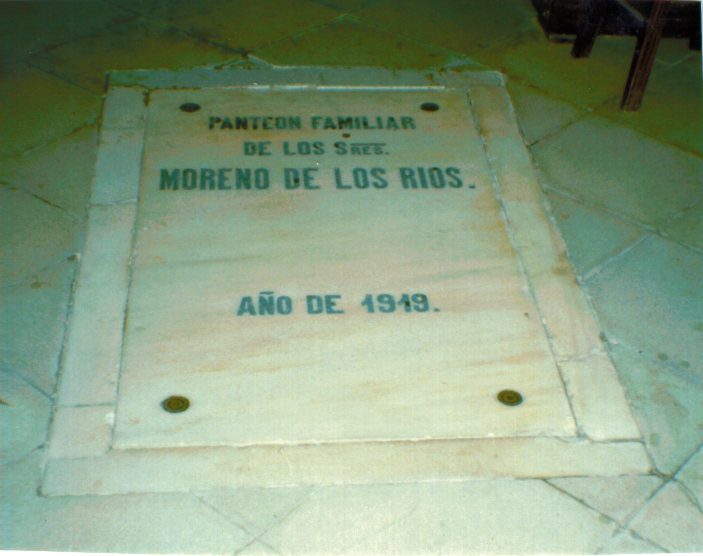 PANTEON FAMILIAR
DE LOS SRES.
MORENO DE LOS RIOS.
AÑO DE 1919.